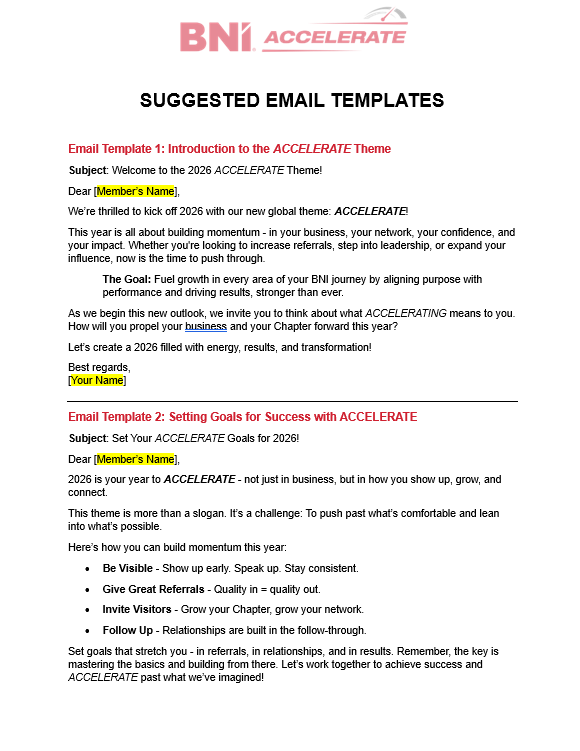 BNI® ACCELERATE
SUGGESTED EMAIL TEMPLATES
Email Template 1: Introduction to the ACCELERATE Theme
Subject: Welcome to the 2026 ACCELERATE Theme!
Dear [Member's Name],
We're thrilled to kick off 2026 with our new global theme: ACCELERATE!
This year is all about building momentum - in your business, your network, your confidence, and
your impact. Whether you're looking to increase referrals, step into leadership, or expand your
influence, now is the time to push through.
The Goal: Fuel growth in every area of your BNI journey by aligning purpose with
performance and driving results, stronger than ever.
As we begin this new outlook, we invite you to think about what ACCELERATING means to you.
How will you propel your business and your Chapter forward this year?
Let's create a 2026 filled with energy, results, and transformation!
Best regards,
[Your Name]
Email Template 2: Setting Goals for Success with ACCELERATE
Subject: Set Your ACCELERATE Goals for 2026!
Dear [Member's Name],
2026 is your year to ACCELERATE - not just in business, but in how you show up, grow, and
connect.
This theme is more than a slogan. It's a challenge: To push past what's comfortable and lean
into what's possible.
Here's how you can build momentum this year:
• Be Visible - Show up early. Speak up. Stay consistent.
• Give Great Referrals - Quality in = quality out.
• Invite Visitors - Grow your Chapter, grow your network.
• Follow Up - Relationships are built in the follow-through.
Set goals that stretch you - in referrals, in relationships, and in results. Remember, the key is
mastering the basics and building from there. Let's work together to achieve success and
ACCELERATE past what we've imagined!